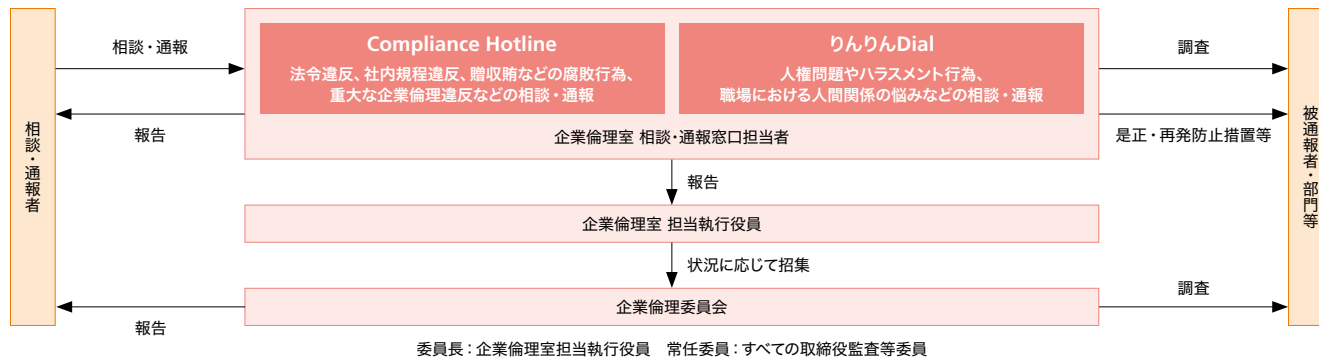 相談・通報者
相談・通報
報告
Compliance Hotline
法令違反、社内規程違反、贈収賄などの腐敗行為、
重大な企業倫理違反などの相談・通報
りんりんDial
人権問題やハラスメント行為、
職場における人間関係の悩みなどの相談・通報
企業倫理室 相談・通報窓口担当者
調査
是正・再発防止措置等
被通報者・部門等
報告
企業倫理室 担当執行役員
状況に応じて招集
企業倫理委員会
報告
調査
委員長：企業倫理室担当執行役員　常任委員：すべての取締役監査等委員